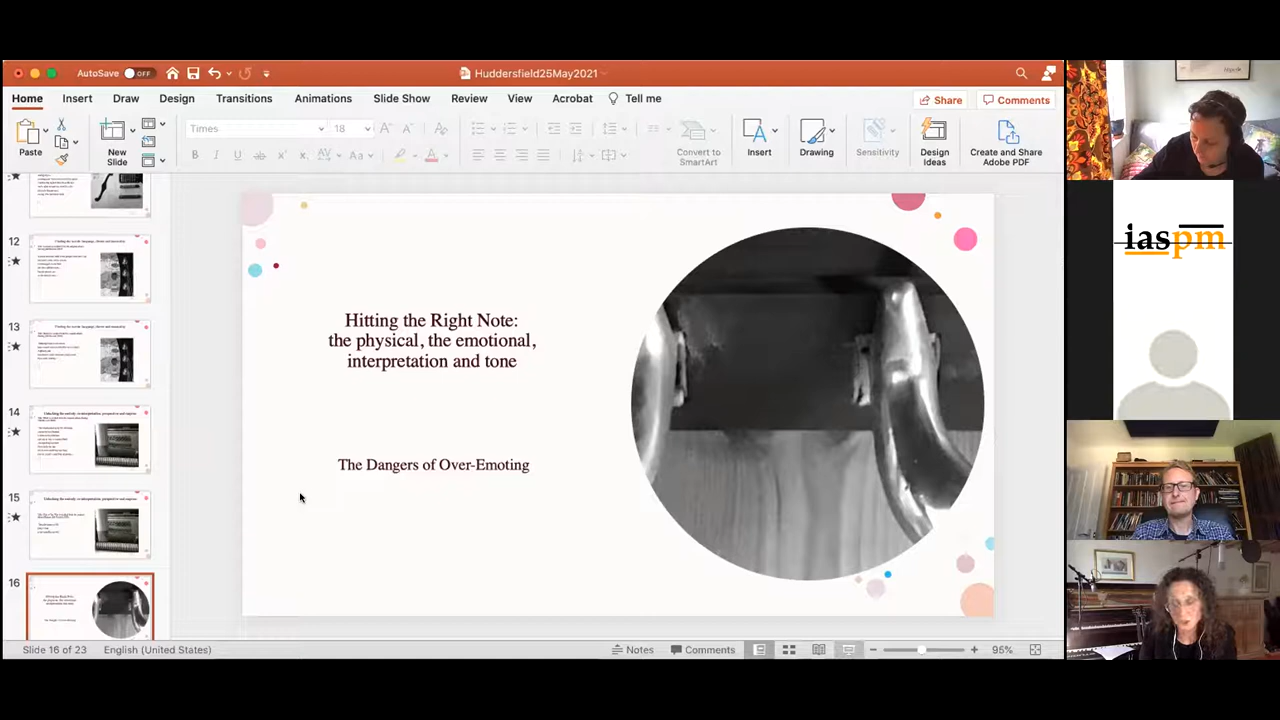 AutoSave OFF
Huddersfield25May2021
Home Insert Draw Design Transitions Animations Slide Show Review View Acrobat Tell me
Share Comments
Paste
New Slide
Times 18
Convert to SmartArt
Insert
Drawing
Sensitivity
Design Ideas
Create and Share Adobe PDF
12
13
14
15
16
Hitting the Right Note:
the physical, the emotional,
interpretation and tone
The Dangers of Over-Emoting
iaspm
Slide 16 of 23 English (United States) Notes Comments 95%